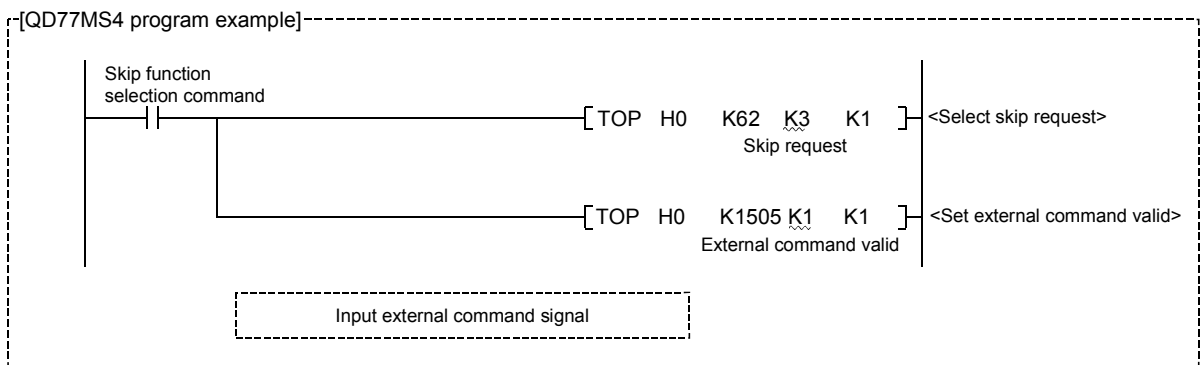 [QD77MS4 program example]
Skip function
selection command
TOP H0 K62 K3 K1 <Select skip request>
Skip request
TOP H0 K1505 K1 K1 <Set external command valid>
External command valid
Input external command signal